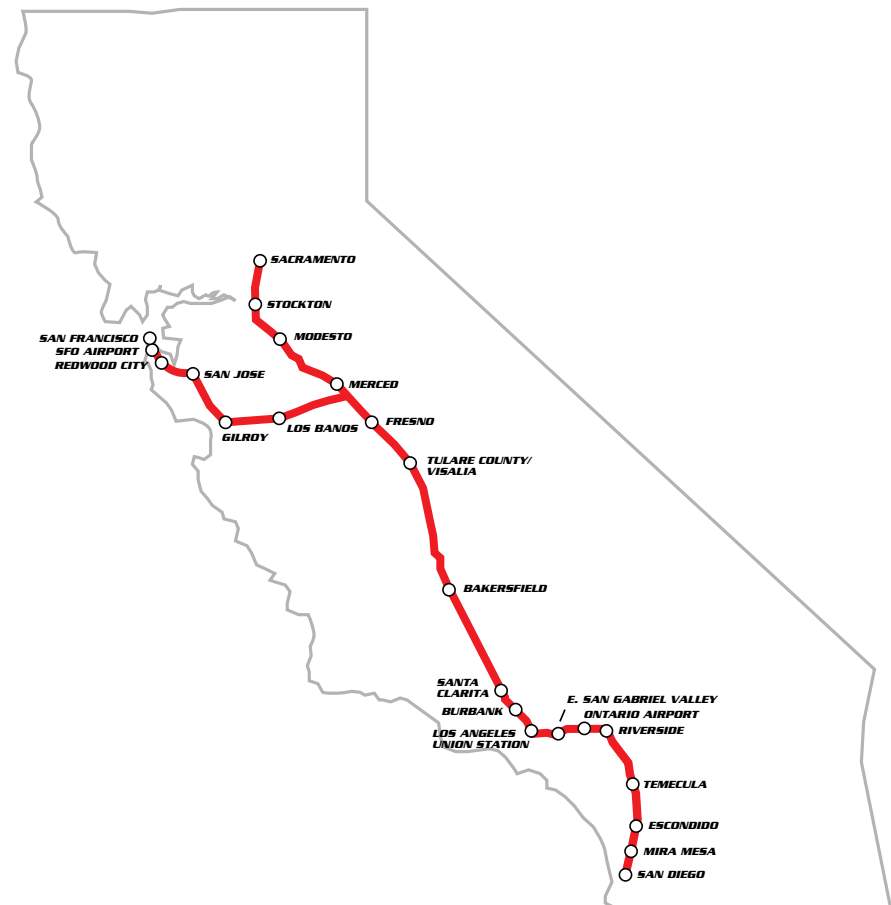 SACRAMENTO
STOCKTON
MODESTO
SAN FRANCISCO
SFO AIRPORT
REDWOOD CITY
SAN JOSE
MERCED
GILROY
LOS BANOS
FRESNO
TULARE COUNTY/
VISALIA
BAKERSFIELD
SANTA
CLARITA
BURBANK
E. SAN GABRIEL VALLEY
ONTARIO AIRPORT
LOS ANGELES
UNION STATION
RIVERSIDE
TEMECULA
ESCONDIDO
MIRA MESA
SAN DIEGO